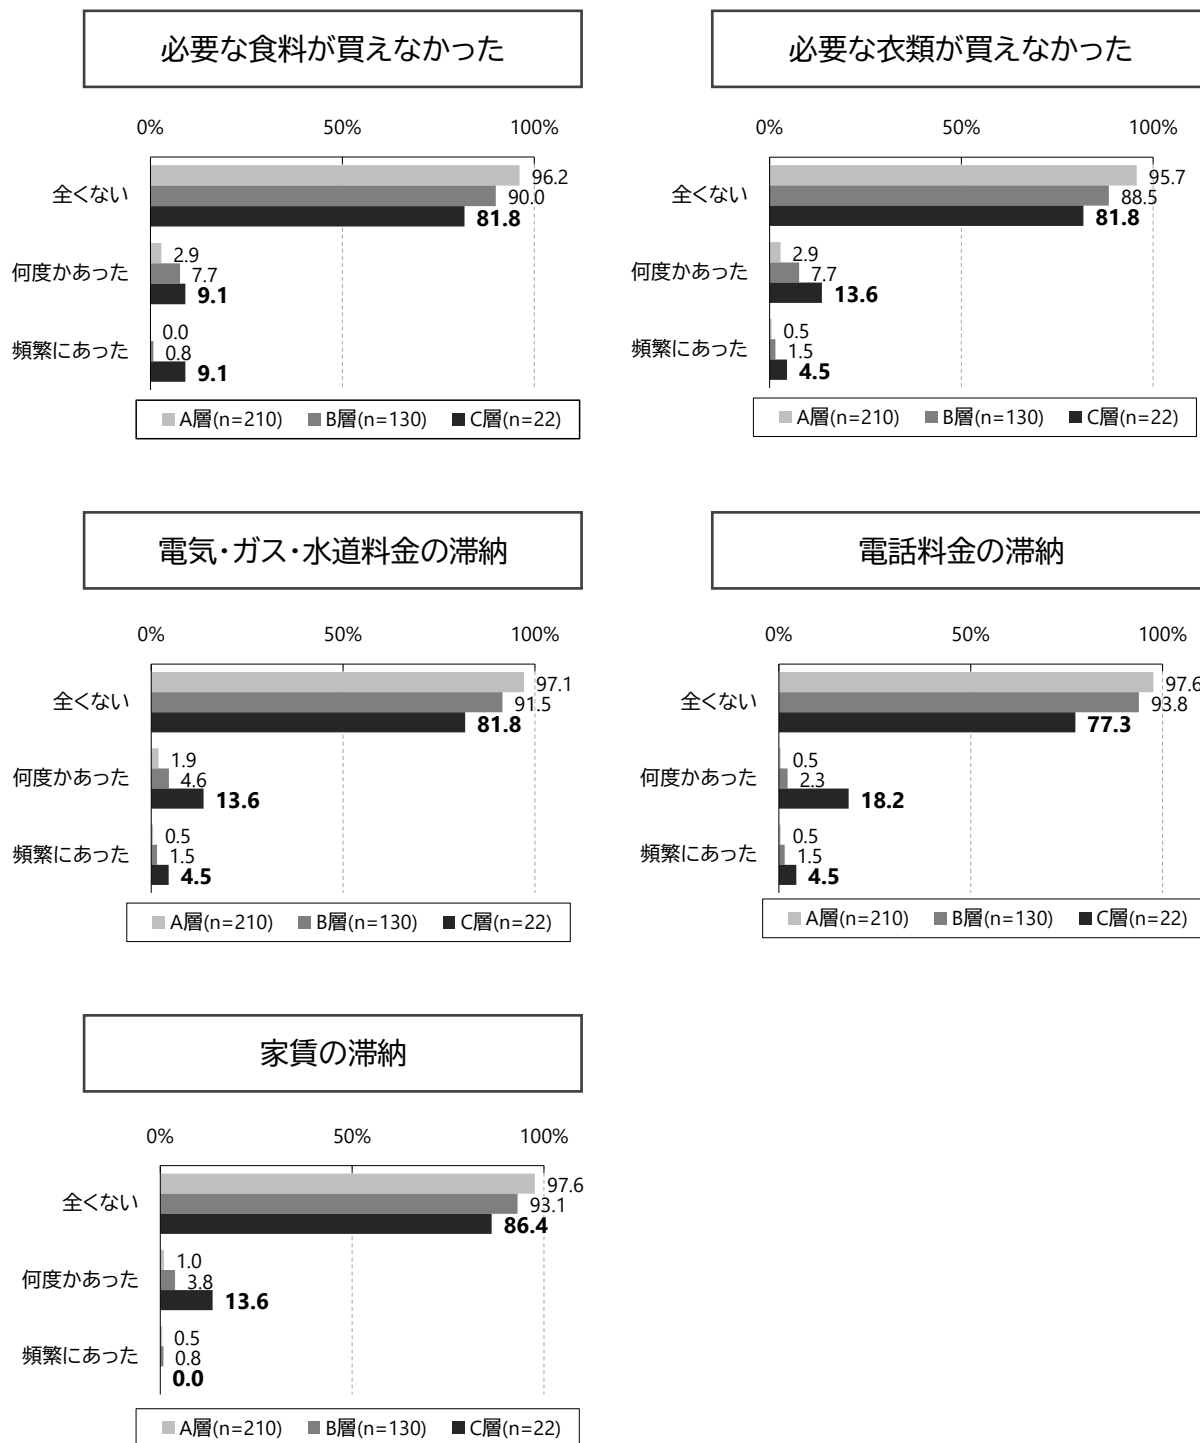 必要な食料が買えなかった
0% 50% 100%
全くない 96.2
90.0
81.8
何度かあった 2.9
7.7
9.1
頻繁にあった 0.0
0.8
9.1
A層(n=210) B層(n=130) C層(n=22)
必要な衣類が買えなかった
0% 50% 100%
全くない 95.7
88.5
81.8
何度かあった 2.9
7.7
13.6
頻繁にあった 0.5
1.5
4.5
A層(n=210) B層(n=130) C層(n=22)
電気・ガス・水道料金の滞納
0% 50% 100%
全くない 97.1
91.5
81.8
何度かあった 1.9
4.6
13.6
頻繁にあった 0.5
1.5
4.5
A層(n=210) B層(n=130) C層(n=22)
電話料金の滞納
0% 50% 100%
全くない 97.6
93.8
77.3
何度かあった 0.5
2.3
18.2
頻繁にあった 0.5
1.5
4.5
A層(n=210) B層(n=130) C層(n=22)
家賃の滞納
0% 50% 100%
全くない 97.6
93.1
86.4
何度かあった 1.0
3.8
13.6
頻繁にあった 0.5
0.8
0.0
A層(n=210) B層(n=130) C層(n=22)